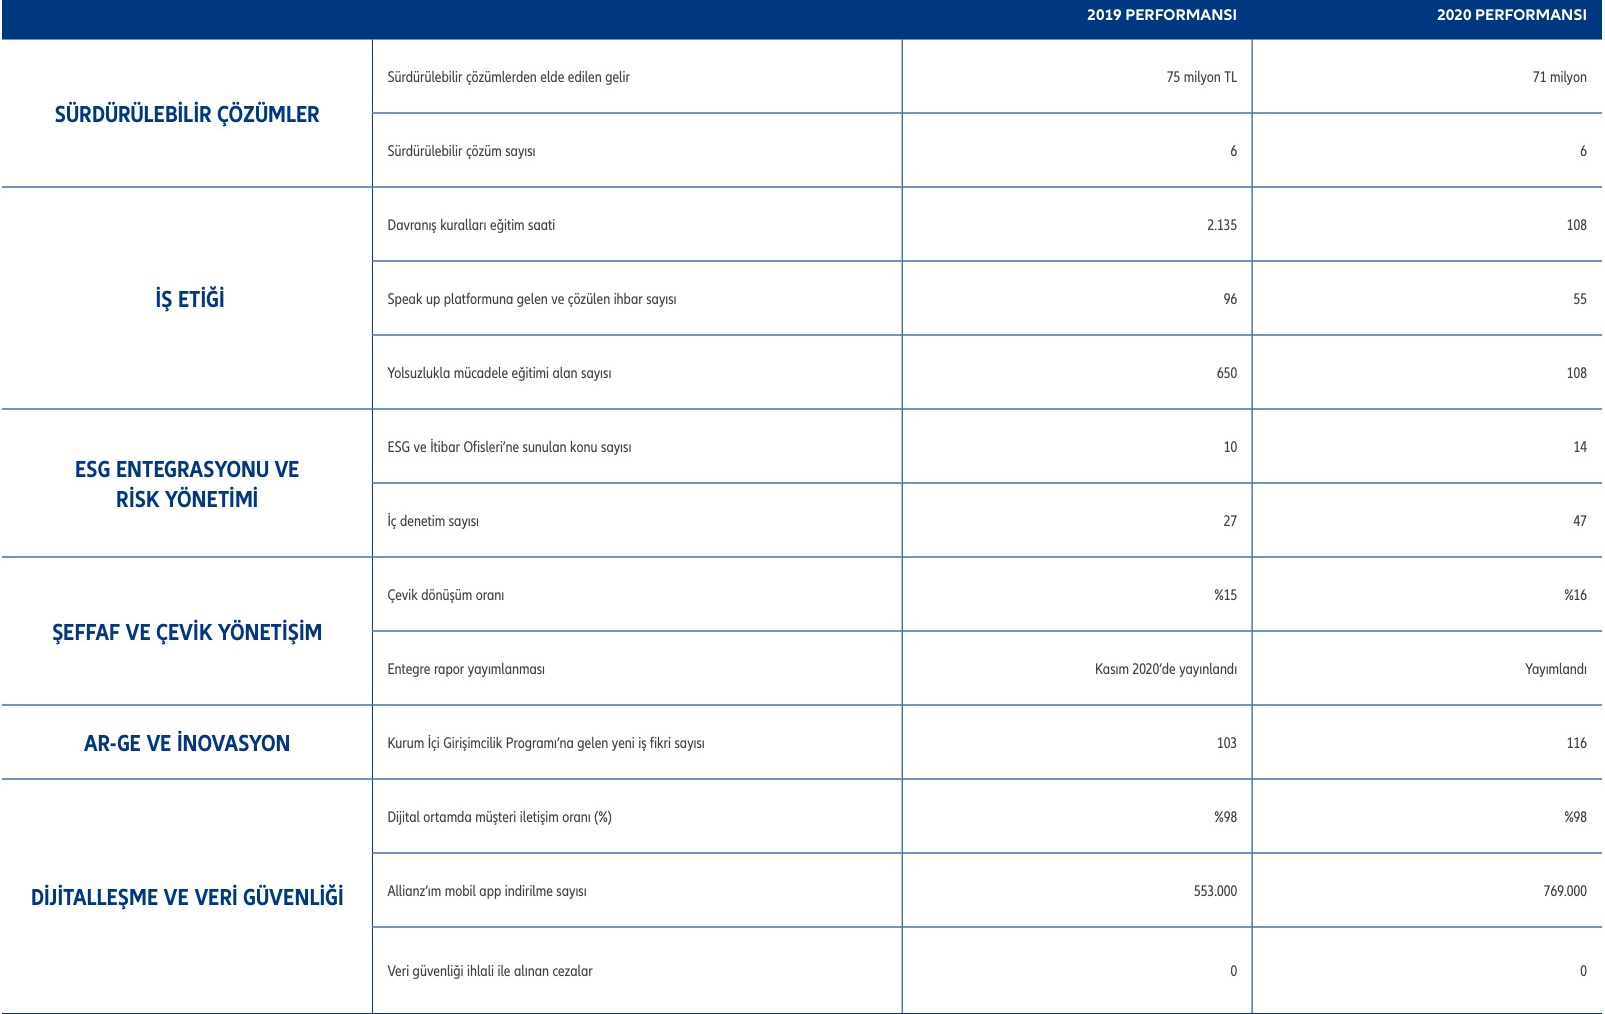 2019 PERFORMANSI 2020 PERFORMANSI
SÜRDÜRÜLEBİLİR ÇÖZÜMLER
Sürdürülebilir çözümlerden elde edilen gelir 75 milyon TL 71 milyon
Sürdürülebilir çözüm sayısı 6 6
İŞ ETİĞİ
Davranış kuralları eğitim saati 2.135 108
Speak up platformuna gelen ve çözülen ihbar sayısı 96 55
Yolsuzlukla mücadele eğitimi alan sayısı 650 108
ESG ENTEGRASYONU VE
RİSK YÖNETİMİ
ESG ve İtibar Ofisleri’ne sunulan konu sayısı 10 14
İç denetim sayısı 27 47
ŞEFFAF VE ÇEVİK YÖNETİŞİM
Çevik dönüşüm oranı %15 %16
Entegre rapor yayımlanması Kasım 2020’de yayınlandı Yayımlandı
AR-GE VE İNOVASYON
Kurum İçi Girişimcilik Programı’na gelen yeni iş fikri sayısı 103 116
DİJİTALLEŞME VE VERİ GÜVENLİĞİ
Dijital ortamda müşteri iletişim oranı (%) %98 %98
Allianz’ım mobil app indirilme sayısı 553.000 769.000
Veri güvenliği ihlali ile alınan cezalar 0 0